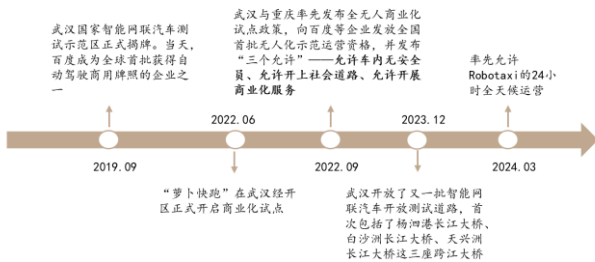 武汉国家智能网联汽车测
试示范区正式揭牌。当天，
百度成为全球首批获得自
动驾驶商用牌照的企业之
一
2019.09
2022.06
“萝卜快跑”在武汉经开
区正式开启商业化试点
武汉与重庆率先发布全无人商业化
试点政策，向百度等企业发放全国
首批无人化示范运营资格，并发布
“三个允许”——允许车内无安全
員、允许开上社会道路、允许开展
商业化服务
2022.09
2023.12
武汉开放了又一批智能网
联汽车开放测试道路，首
次包括了杨泗港长江大桥、
白沙洲长江大桥、天兴洲
长江大桥这三座跨江大桥
率先允许
Robotaxi的24小
时全天候运营
2024.03